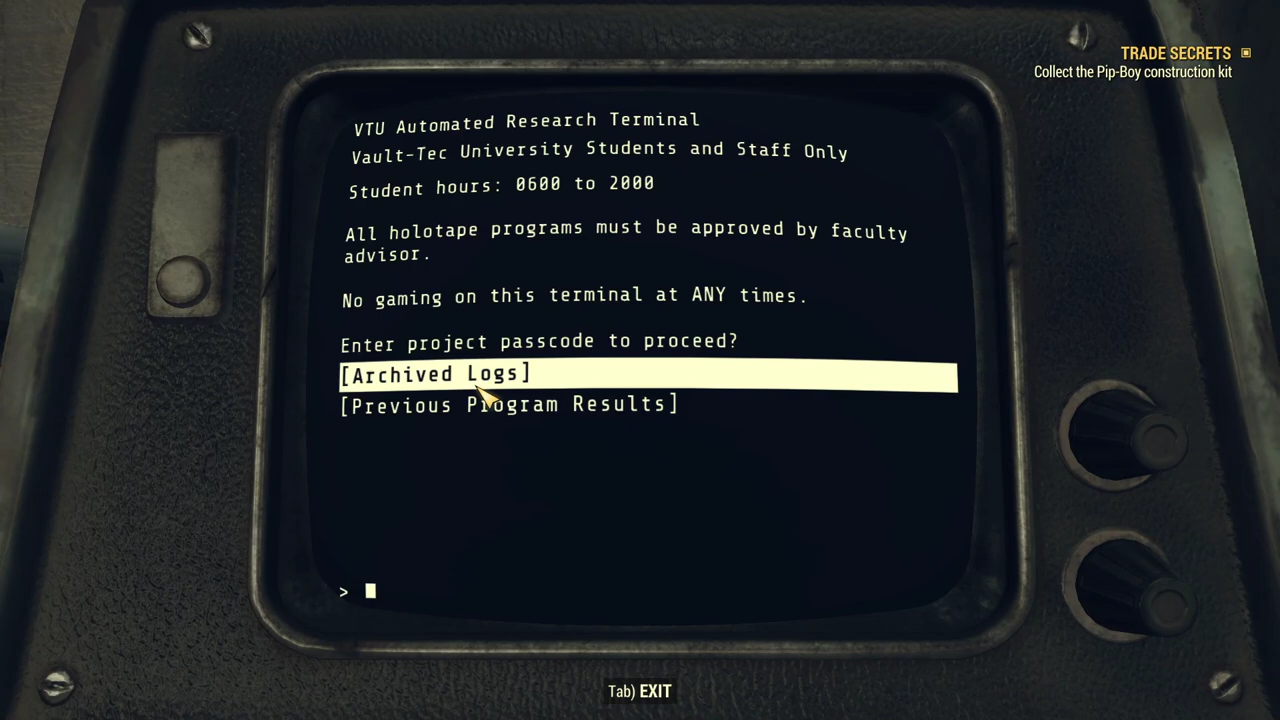 TRADE SECRETS
Collect the Pip-Boy construction kit
VTU Automated Research Terminal
Vault-Tec University Students and Staff Only
Student hours: 0600 to 2000
All holotape programs must be approved by faculty
advisor.
No gaming on this terminal at ANY times.
Enter project passcode to proceed?
[Archived Logs]
[Previous Program Results]
>
Tab) EXIT